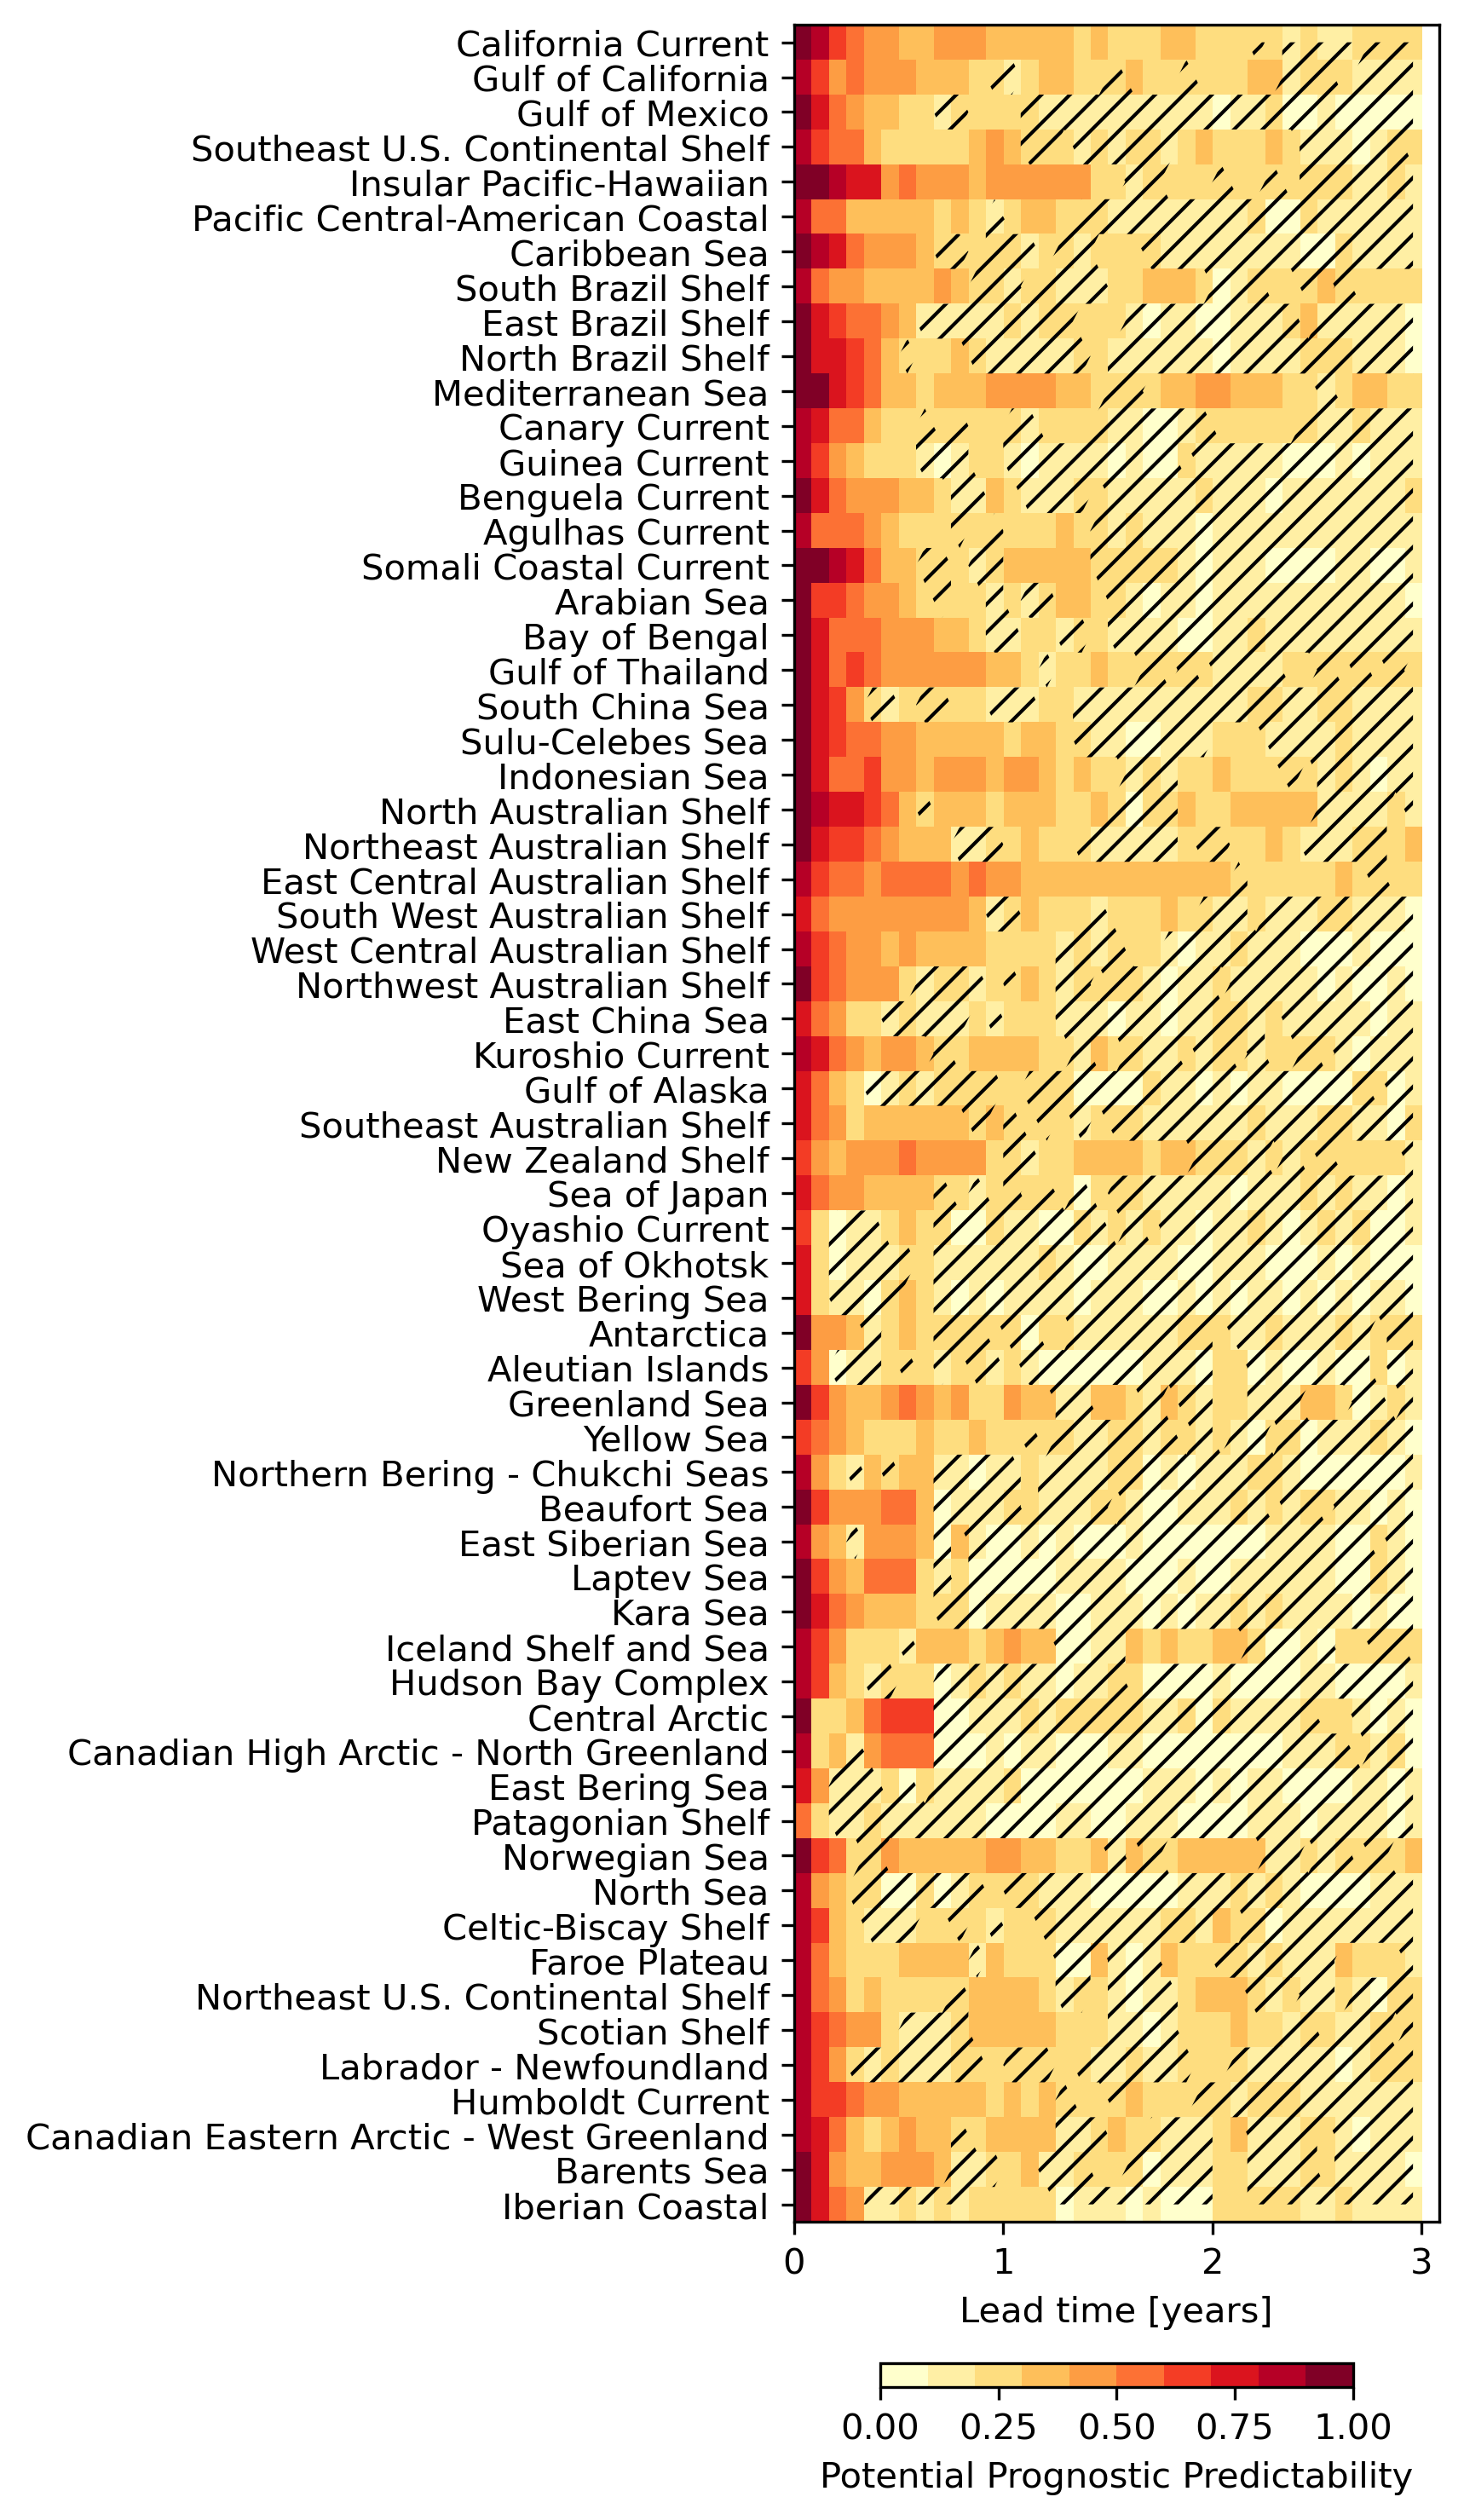 California Current
Gulf of California
Gulf of Mexico
Southeast U.S. Continental Shelf
Insular Pacific-Hawaiian
Pacific Central-American Coastal
Caribbean Sea
South Brazil Shelf
East Brazil Shelf
North Brazil Shelf
Mediterranean Sea
Canary Current
Guinea Current
Benguela Current
Agulhas Current
Somali Coastal Current
Arabian Sea
Bay of Bengal
Gulf of Thailand
South China Sea
Sulu-Celebes Sea
Indonesian Sea
North Australian Shelf
Northeast Australian Shelf
East Central Australian Shelf
South West Australian Shelf
West Central Australian Shelf
Northwest Australian Shelf
East China Sea
Kuroshio Current
Gulf of Alaska
Southeast Australian Shelf
New Zealand Shelf
Sea of Japan
Oyashio Current
Sea of Okhotsk
West Bering Sea
Antarctica
Aleutian Islands
Greenland Sea
Yellow Sea
Northern Bering - Chukchi Seas
Beaufort Sea
East Siberian Sea
Laptev Sea
Kara Sea
Iceland Shelf and Sea
Hudson Bay Complex
Central Arctic
Canadian High Arctic - North Greenland
East Bering Sea
Patagonian Shelf
Norwegian Sea
North Sea
Celtic-Biscay Shelf
Faroe Plateau
Northeast U.S. Continental Shelf
Scotian Shelf
Labrador - Newfoundland
Humboldt Current
Canadian Eastern Arctic - West Greenland
Barents Sea
Iberian Coastal
0 1 2 3
Lead time [years]
0.00 0.25 0.50 0.75 1.00
Potential Prognostic Predictability